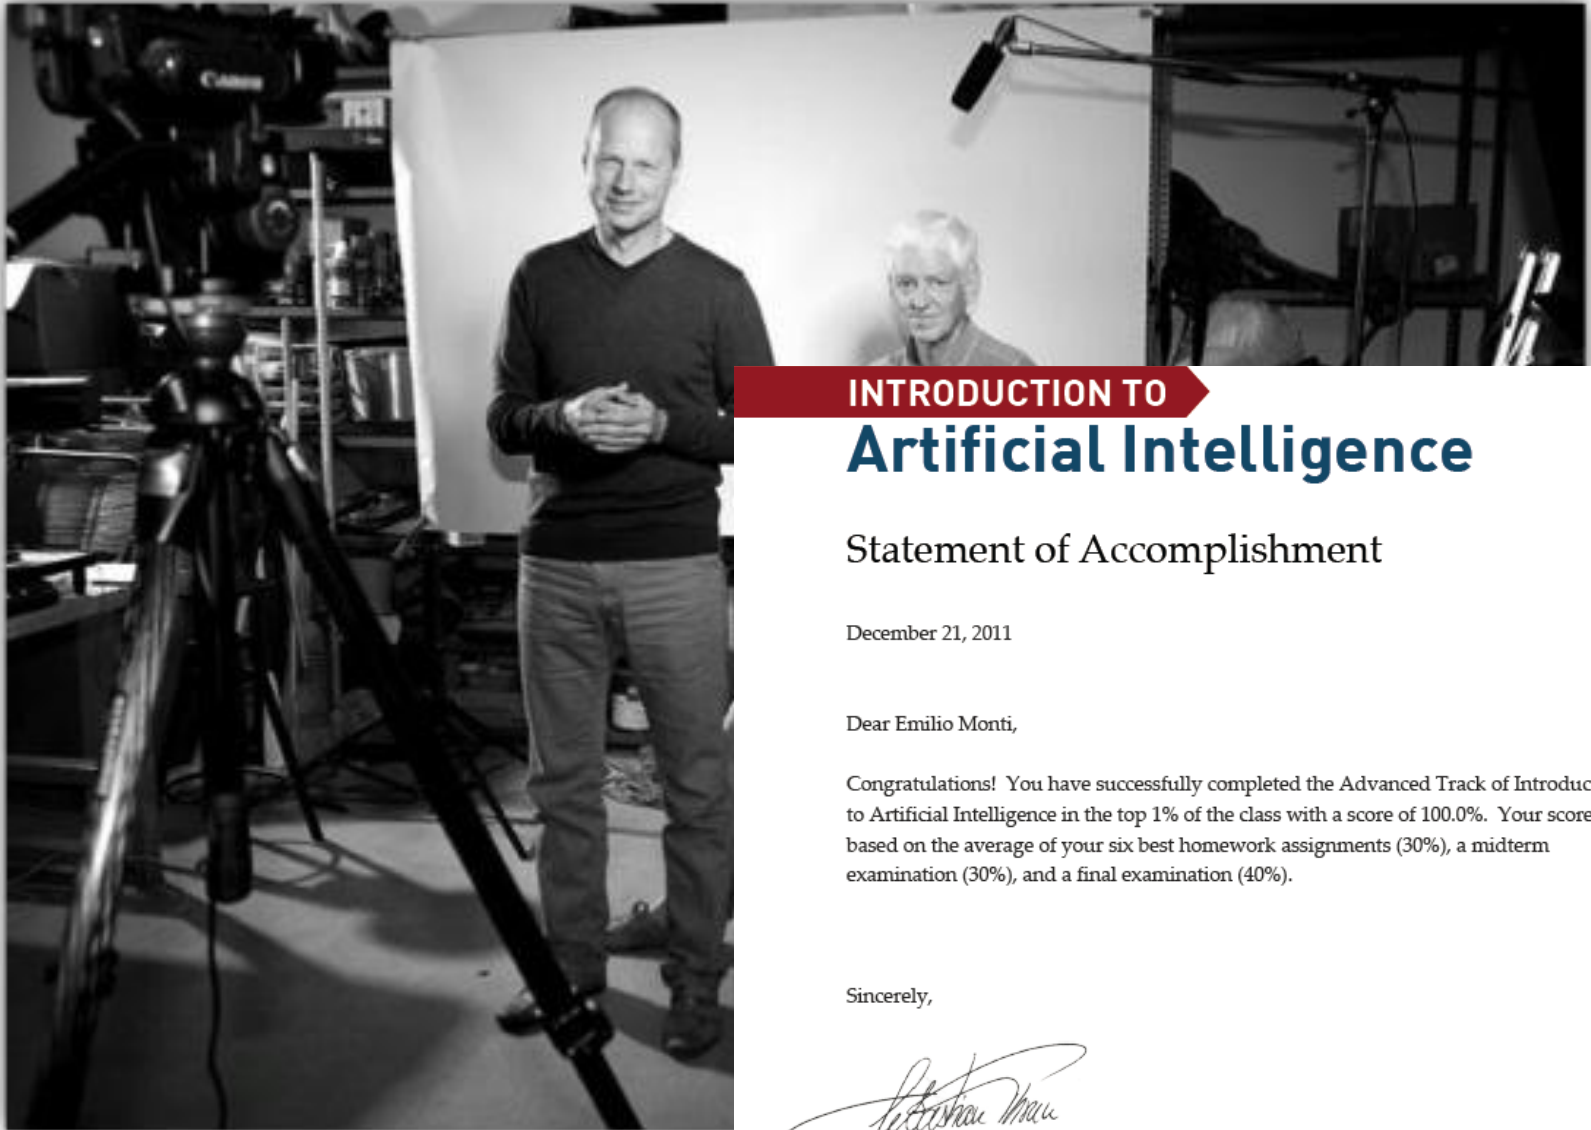 Canon
INTRODUCTION TO
Artificial Intelligence
Statement of Accomplishment
December 21, 2011
Dear Emilio Monti,
Congratulations! You have successfully completed the Advanced Track of Introduc
to Artificial Intelligence in the top 1% of the class with a score of 100.0%. Your score
based on the average of your six best homework assignments (30%), a midterm
examination (30%), and a final examination (40%).
Sincerely,
Sebastian Thrun